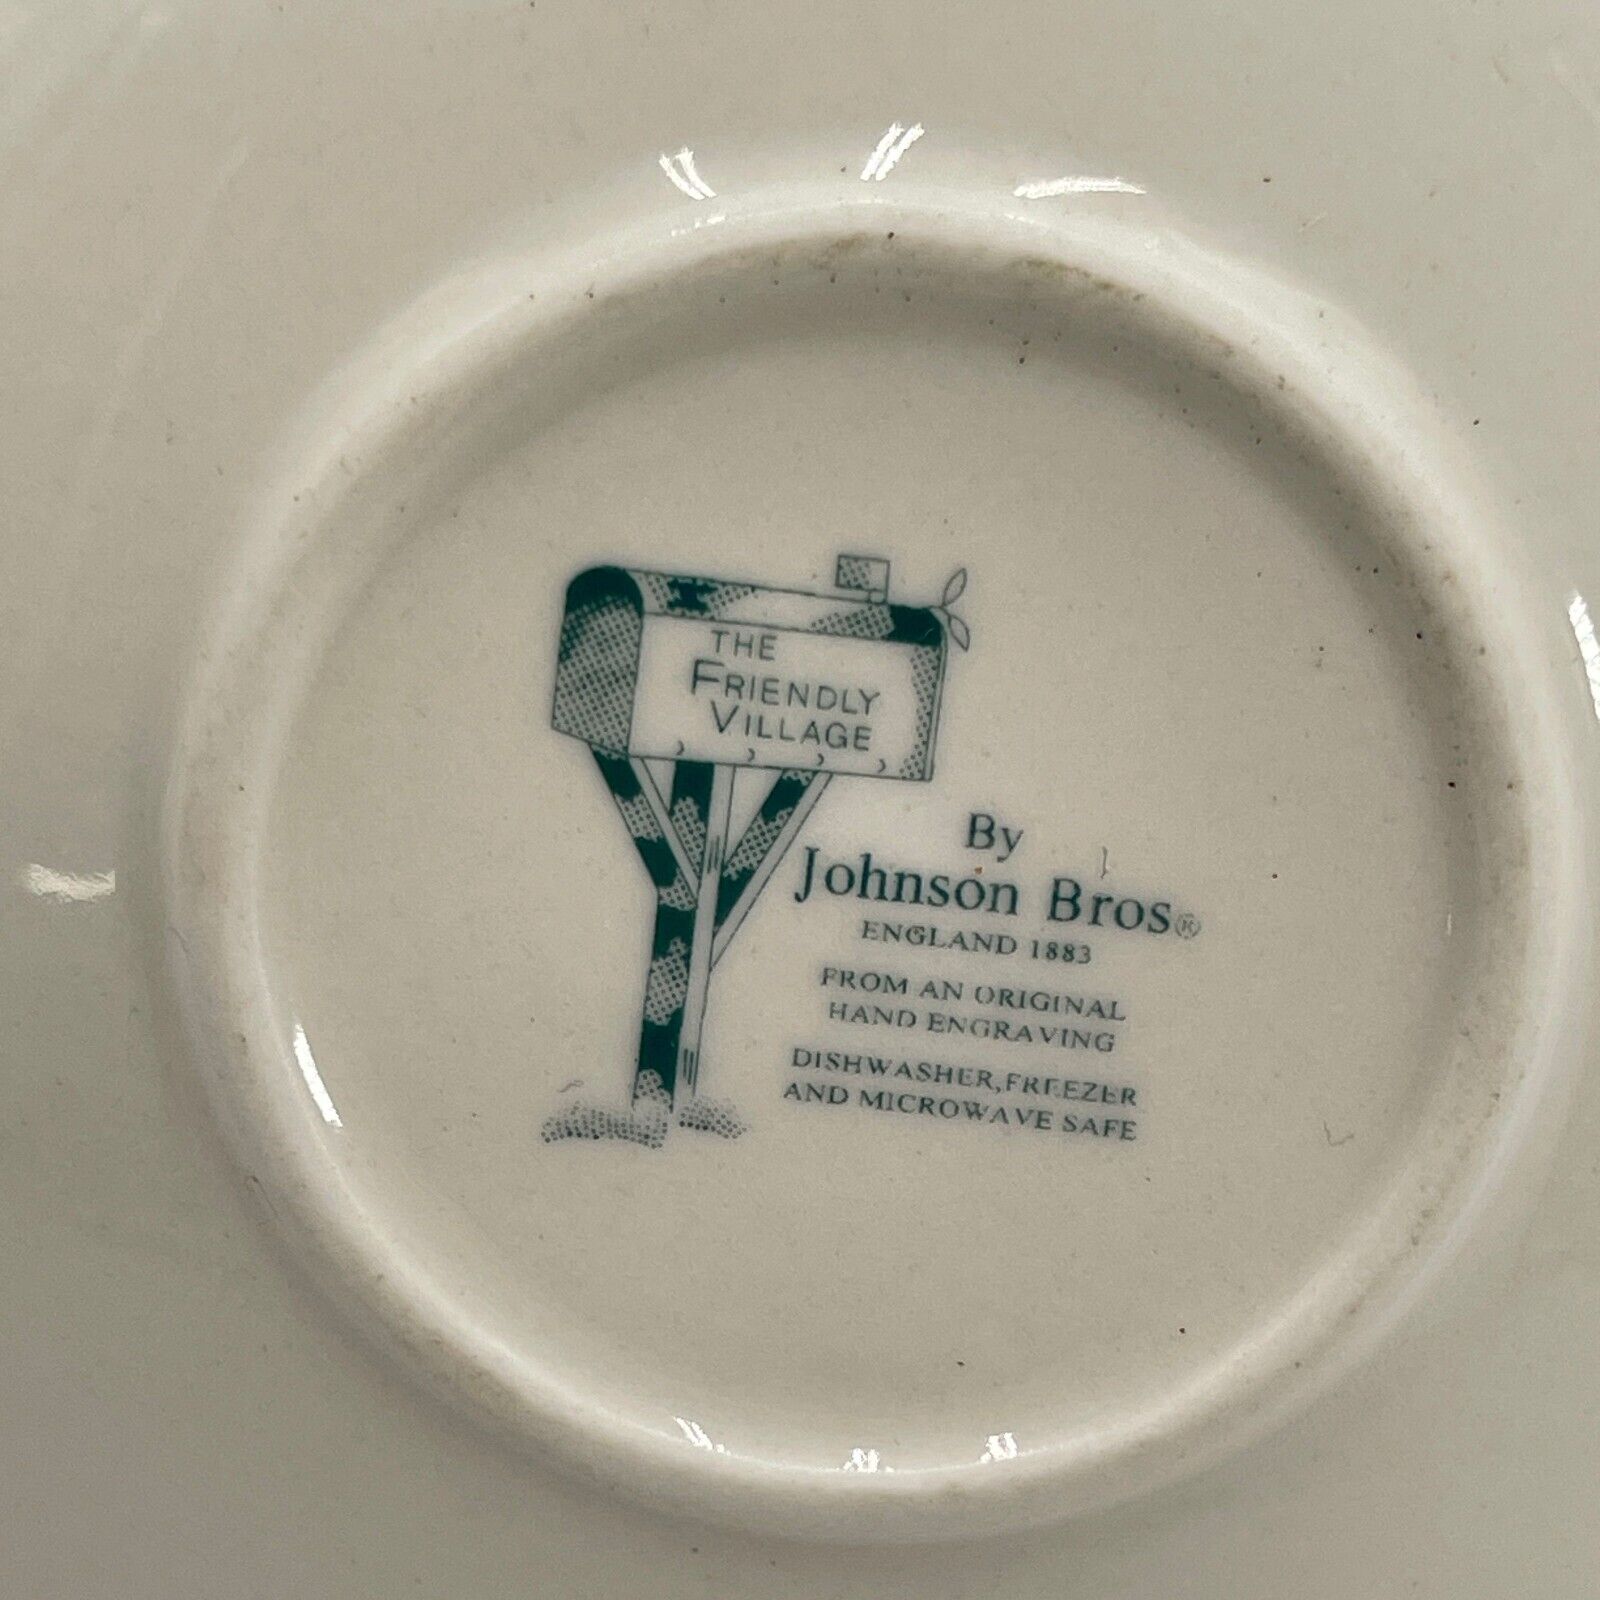 THE
FRIENDLY
VILLAGE
By
Johnson Bros®
ENGLAND 1883
FROM AN ORIGINAL
HAND ENGRAVING
DISHWASHER, FREEZER
AND MICROWAVE SAFE